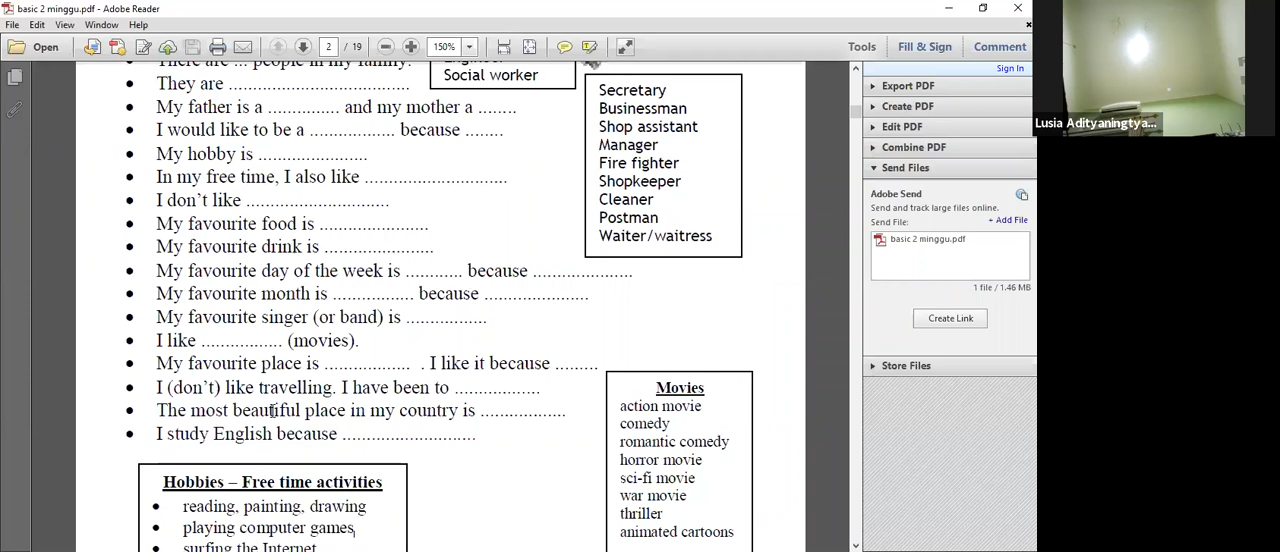 basic 2 minggu.pdf - Adobe Reader
File Edit View Window Help
Open 2 / 19 150% Tools Fill & Sign Comment
Sign In
There are ... people in my family.
They are ..............................
My father is a .............. and my mother a ........
I would like to be a ................. because ........
My hobby is ......................
In my free time, I also like .............................
I don't like .............................
My favourite food is ......................
My favourite drink is ......................
My favourite day of the week is ............ because .....................
My favourite month is ................. because ......................
My favourite singer (or band) is .................
I like ................. (movies).
My favourite place is .................. . I like it because .........
I (don't) like travelling. I have been to ..................
The most beautiful place in my country is ..................
I study English because ............................
Social worker
Secretary
Businessman
Shop assistant
Manager
Fire fighter
Shopkeeper
Cleaner
Postman
Waiter/waitress
Movies
action movie
comedy
romantic comedy
horror movie
sci-fi movie
war movie
thriller
animated cartoons
Hobbies – Free time activities
reading, painting, drawing
playing computer games,
surfing the Internet
Export PDF
Create PDF
Edit PDF
Combine PDF
Send Files
Adobe Send
Send and track large files online.
Send File:
+ Add File
basic 2 minggu.pdf
1 file / 1.46 MB
Create Link
Store Files
Lusia Adityaningtya...